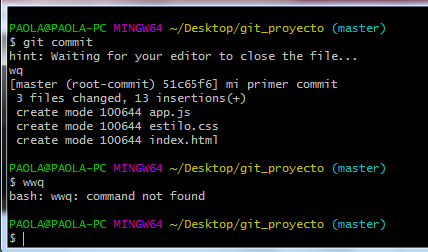 PAOLA@PAOLA-PC MINGW64 ~/Desktop/git_proyecto (master)
$ git commit
hint: Waiting for your editor to close the file...
wq
[master (root-commit) 51c65f6] mi primer commit
 3 files changed, 13 insertions(+)
 create mode 100644 app.js
 create mode 100644 estilo.css
 create mode 100644 index.html
PAOLA@PAOLA-PC MINGW64 ~/Desktop/git_proyecto (master)
$ wwq
bash: wwq: command not found
PAOLA@PAOLA-PC MINGW64 ~/Desktop/git_proyecto (master)
$